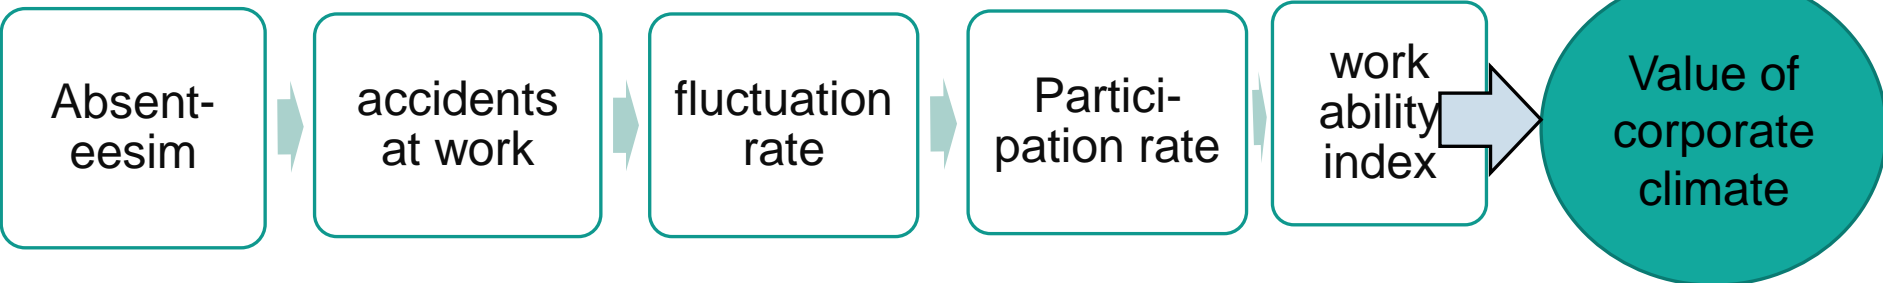 Absent-
eesim
accidents
at work
fluctuation
rate
Partici-
pation rate
work
ability
index
Value of
corporate
climate